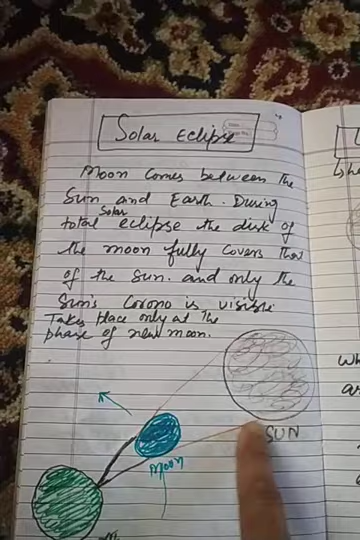 Solar Eclipse
Moon comes between the
Sun and Earth. During
total Solar eclipse the disk of
the moon fully covers that
of the Sun. and only the
Sun's Corono is visible.
Takes place only at the
phase of new moon.
SUN
Moon